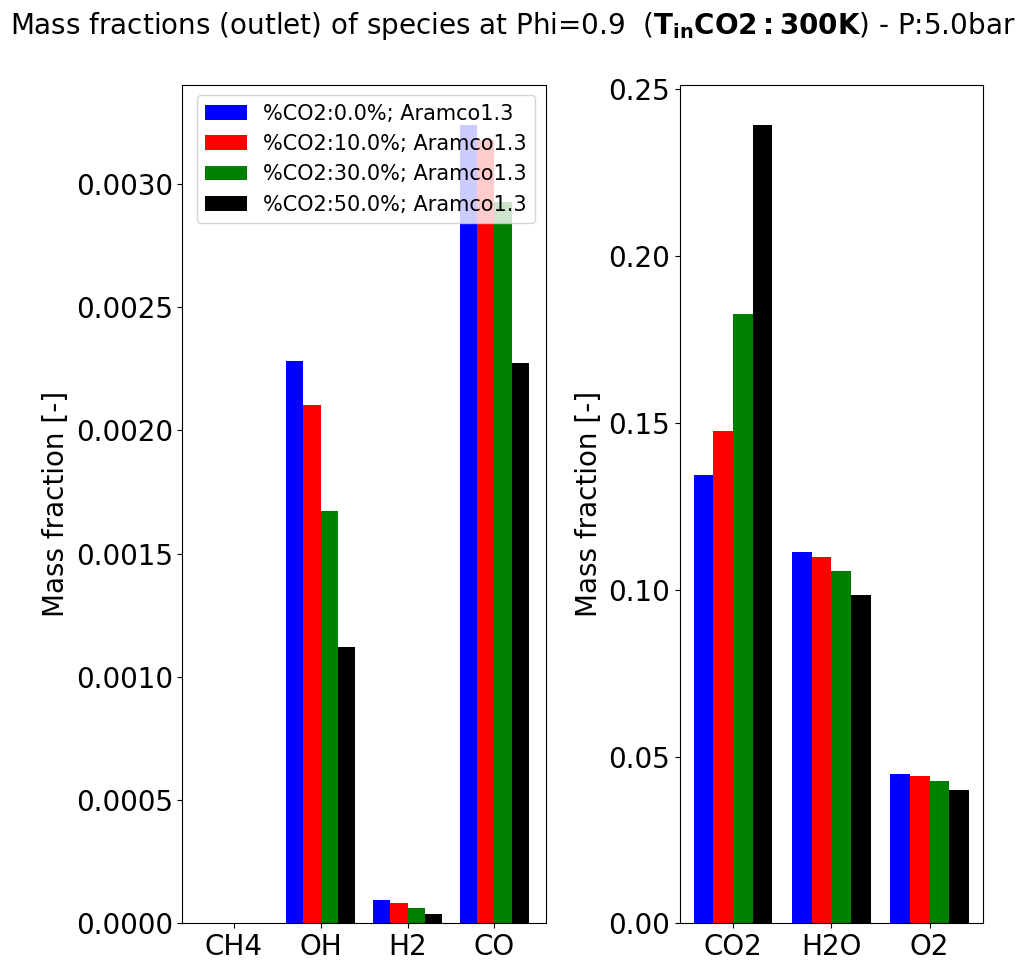 Mass fractions (outlet) of species at Phi=0.9 (T_inCO2 : 300K) - P:5.0bar
%CO2:0.0%; Aramco1.3
%CO2:10.0%; Aramco1.3
%CO2:30.0%; Aramco1.3
%CO2:50.0%; Aramco1.3
Mass fraction [-]
0.0030
0.0025
0.0020
0.0015
0.0010
0.0005
0.0000
CH4 OH H2 CO
Mass fraction [-]
0.25
0.20
0.15
0.10
0.05
0.00
CO2 H2O O2